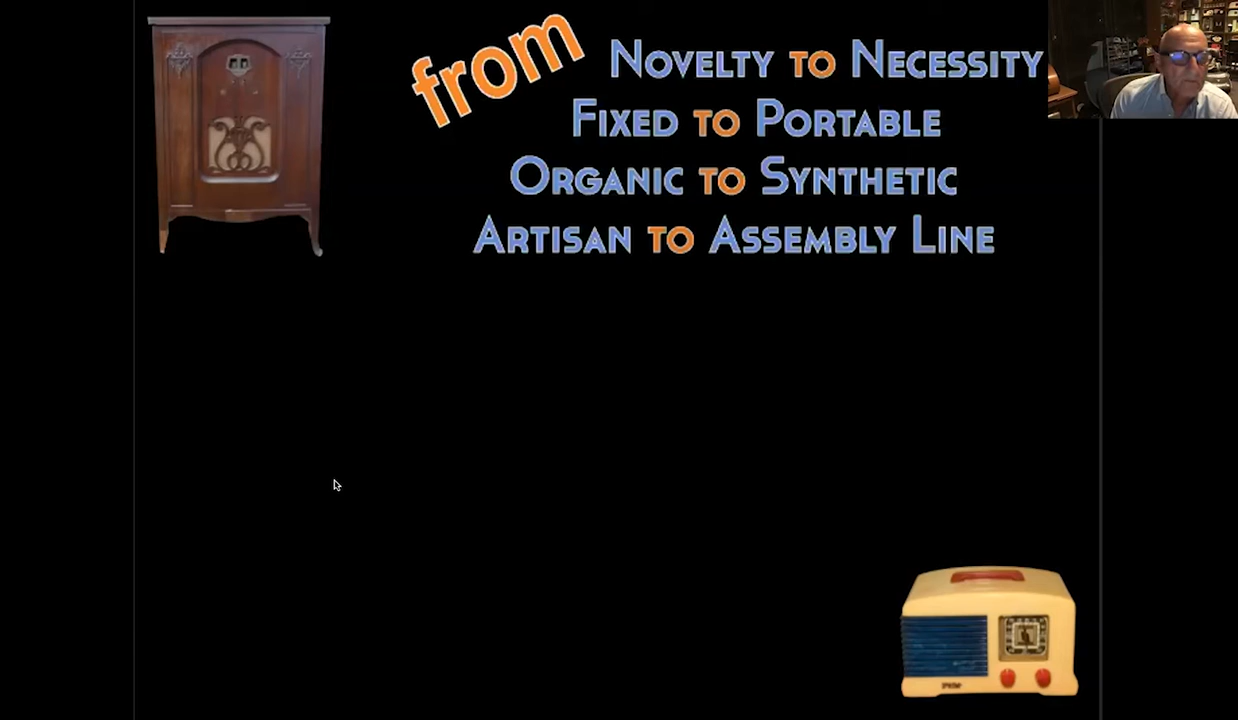 from NOVELTY TO NECESSITY
FIXED TO PORTABLE
ORGANIC TO SYNTHETIC
ARTISAN TO ASSEMBLY LINE